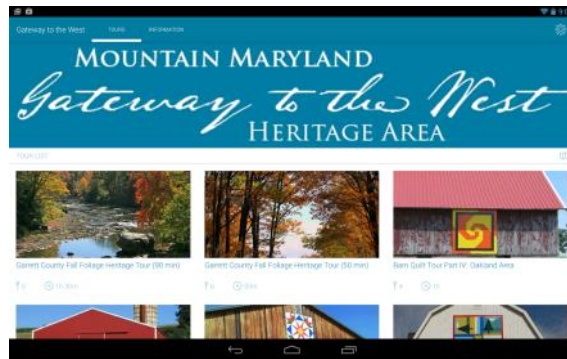 Gateway to the West
TOURS
INFORMATION
MOUNTAIN MARYLAND
Gateway to the West
HERITAGE AREA
TOUR LIST
Garrett County Fall Foliage Heritage Tour (90 min)
Garrett County Fall Foliage Heritage Tour (50 min)
Barn Quilt Tour Part IV: Oakland Area